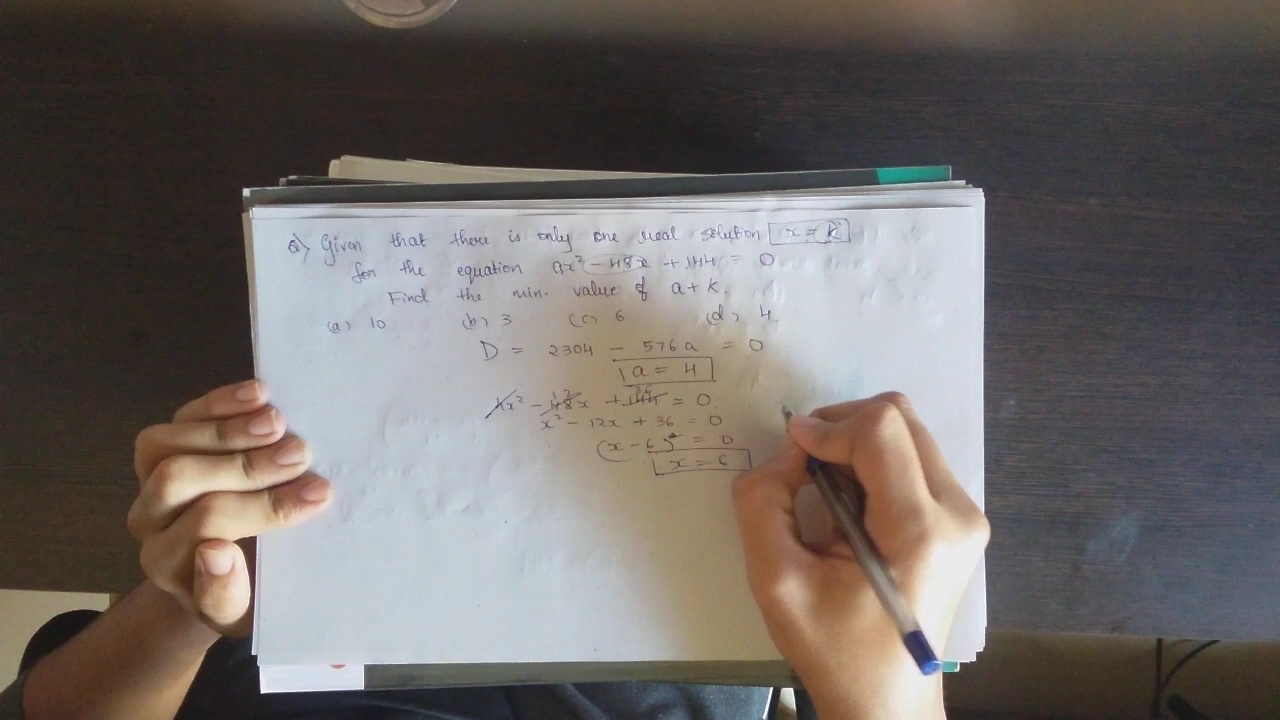 Q) Given that there is only one real solution x = k
for the equation ax² - 48x + 144 = 0
Find the min. value of a + k.
(a) 10 (b) 3 (c) 6 (d) 4
D = 2304 - 576a = 0
a = 4
4x² - 48x 12 + 144 36 = 0
x² - 12x + 36 = 0
(x - 6)² = 0
x = 6